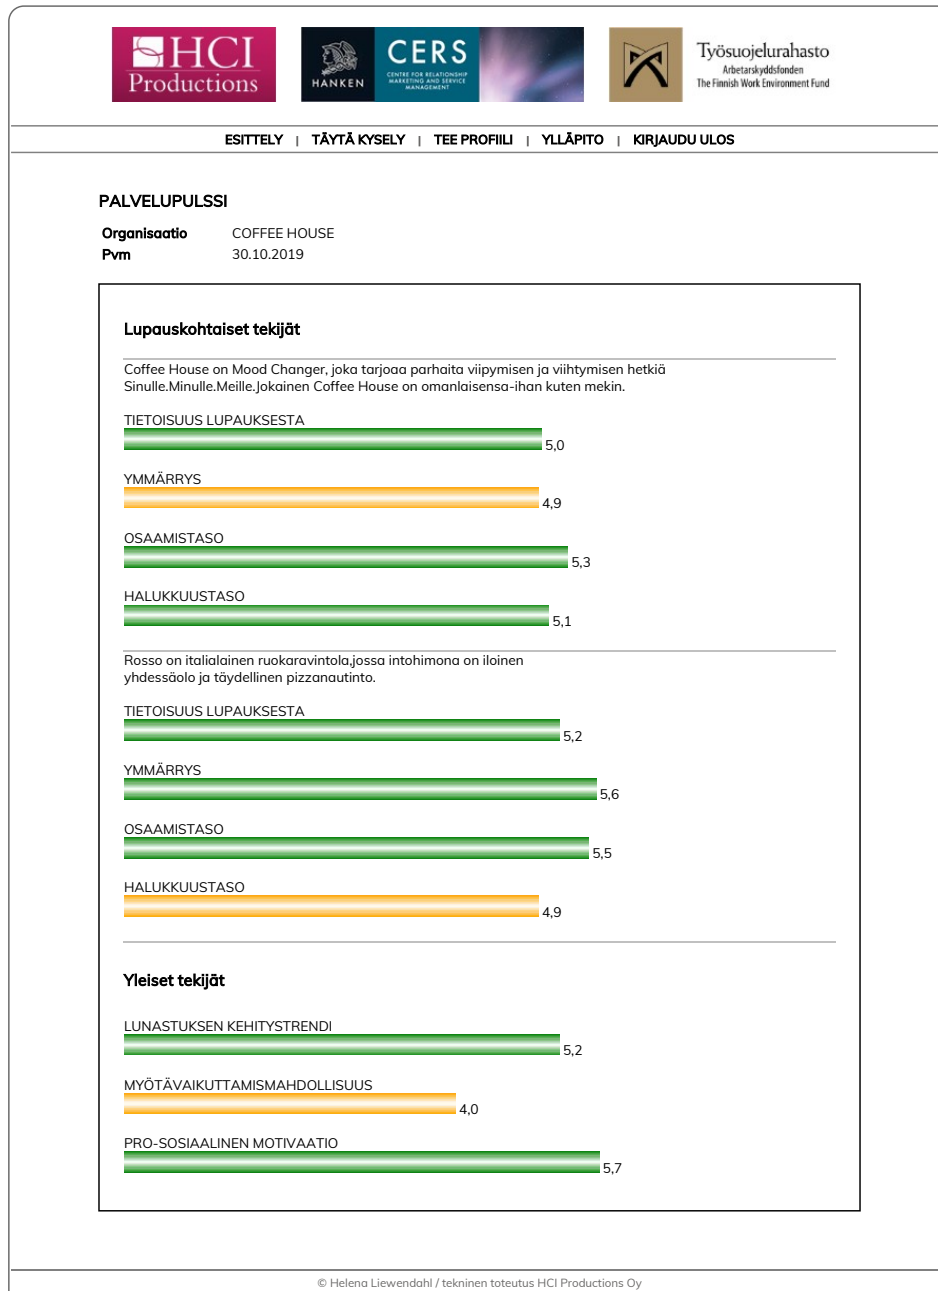 HCI
Productions
HANKEN
CERS
CENTRE FOR RELATIONSHIP
MARKETING AND SERVICE
MANAGEMENT
Työsuojelurahasto
Arbetarskyddsfonden
The Finnish Work Environment Fund
ESITTELY | TÄYTÄ KYSELY | TEE PROFIILI | YLLÄPITO | KIRJAUDU ULOS
PALVELUPULSSI
Organisaatio COFFEE HOUSE
Pvm 30.10.2019
Lupauskohtaiset tekijät
Coffee House on Mood Changer, joka tarjoaa parhaita viipymisen ja viihtymisen hetkiä
Sinulle.Minulle.Meille.Jokainen Coffee House on omanlaisensa-ihan kuten mekin.
TIETOISUUS LUPAUKSESTA
5,0
YMMÄRRYS
4,9
OSAAMISTASO
5,3
HALUKKUUSTASO
5,1
Rosso on italialainen ruokaravintola,jossa intohimona on iloinen
yhdessäolo ja täydellinen pizzanautinto.
TIETOISUUS LUPAUKSESTA
5,2
YMMÄRRYS
5,6
OSAAMISTASO
5,5
HALUKKUUSTASO
4,9
Yleiset tekijät
LUNASTUKSEN KEHITYSTRENDI
5,2
MYÖTÄVAIKUTTAMISMAHDOLLISUUS
4,0
PRO-SOSIAALINEN MOTIVAATIO
5,7
© Helena Liewendahl / tekninen toteutus HCI Productions Oy